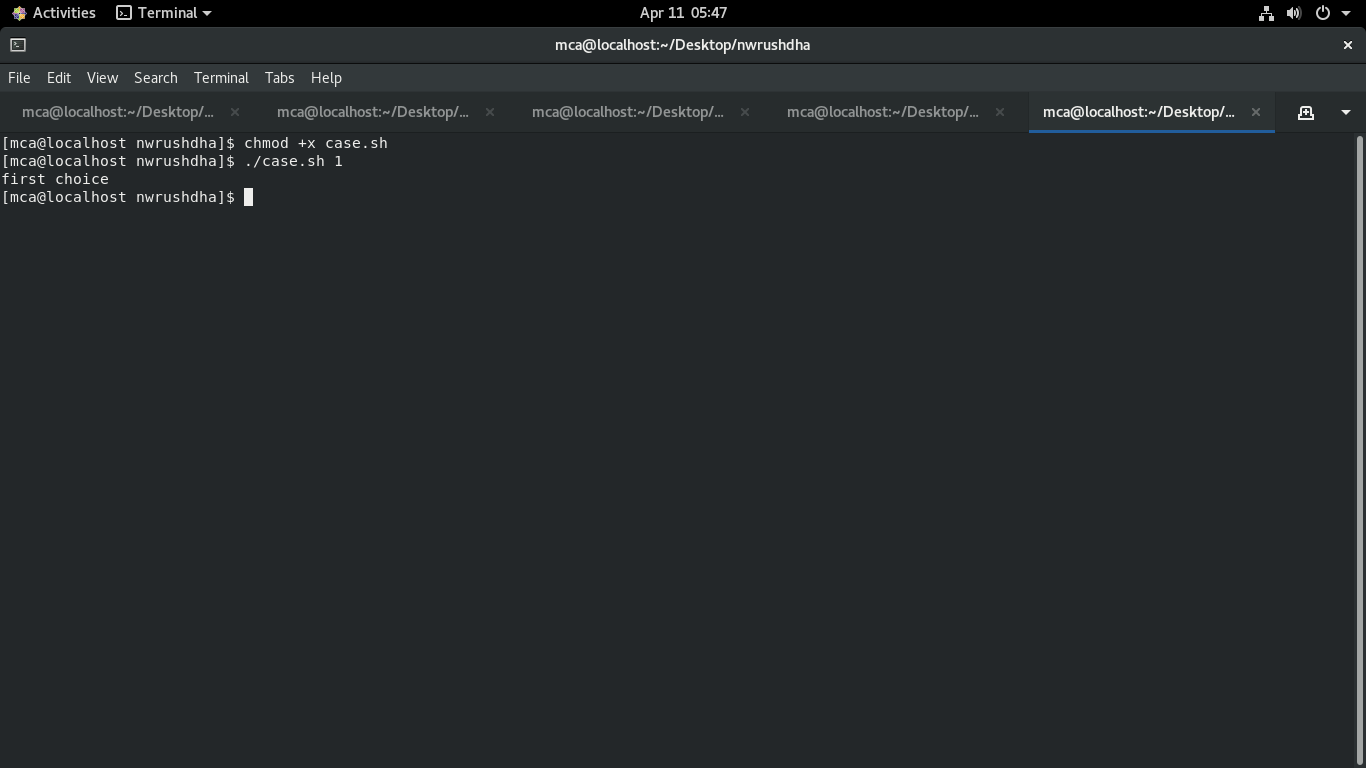 Activities Terminal Apr 11 05:47
mca@localhost:~/Desktop/nwrushdha
File Edit View Search Terminal Tabs Help
mca@localhost:~/Desktop/... mca@localhost:~/Desktop/... mca@localhost:~/Desktop/... mca@localhost:~/Desktop/... mca@localhost:~/Desktop/...
[mca@localhost nwrushdha]$ chmod +x case.sh
[mca@localhost nwrushdha]$ ./case.sh 1
first choice
[mca@localhost nwrushdha]$